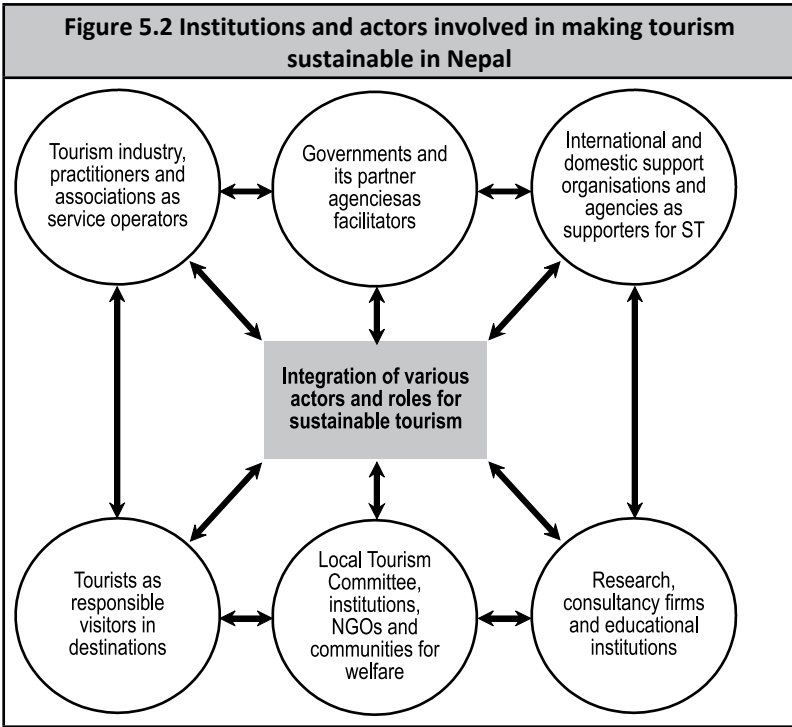 Figure 5.2 Institutions and actors involved in making tourism
sustainable in Nepal
Tourism industry,
practitioners and
associations as
service operators
Governments and
its partner
agenciesas
facilitators
International and
domestic support
organisations and
agencies as
supporters for ST
Integration of various
actors and roles for
sustainable tourism
Tourists as
responsible
visitors in
destinations
Local Tourism
Committee,
institutions,
NGOs and
communities for
welfare
Research,
consultancy firms
and educational
institutions